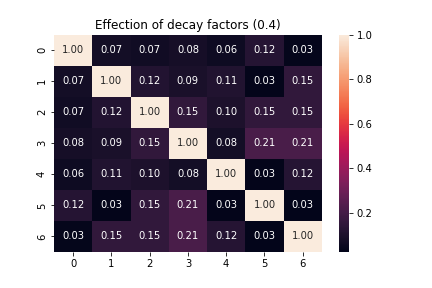 Effection of decay factors (0.4)
0 1.00 0.07 0.07 0.08 0.06 0.12 0.03
1 0.07 1.00 0.12 0.09 0.11 0.03 0.15
2 0.07 0.12 1.00 0.15 0.10 0.15 0.15
3 0.08 0.09 0.15 1.00 0.08 0.21 0.21
4 0.06 0.11 0.10 0.08 1.00 0.03 0.12
5 0.12 0.03 0.15 0.21 0.03 1.00 0.03
6 0.03 0.15 0.15 0.21 0.12 0.03 1.00
0 1 2 3 4 5 6
1.0
0.8
0.6
0.4
0.2